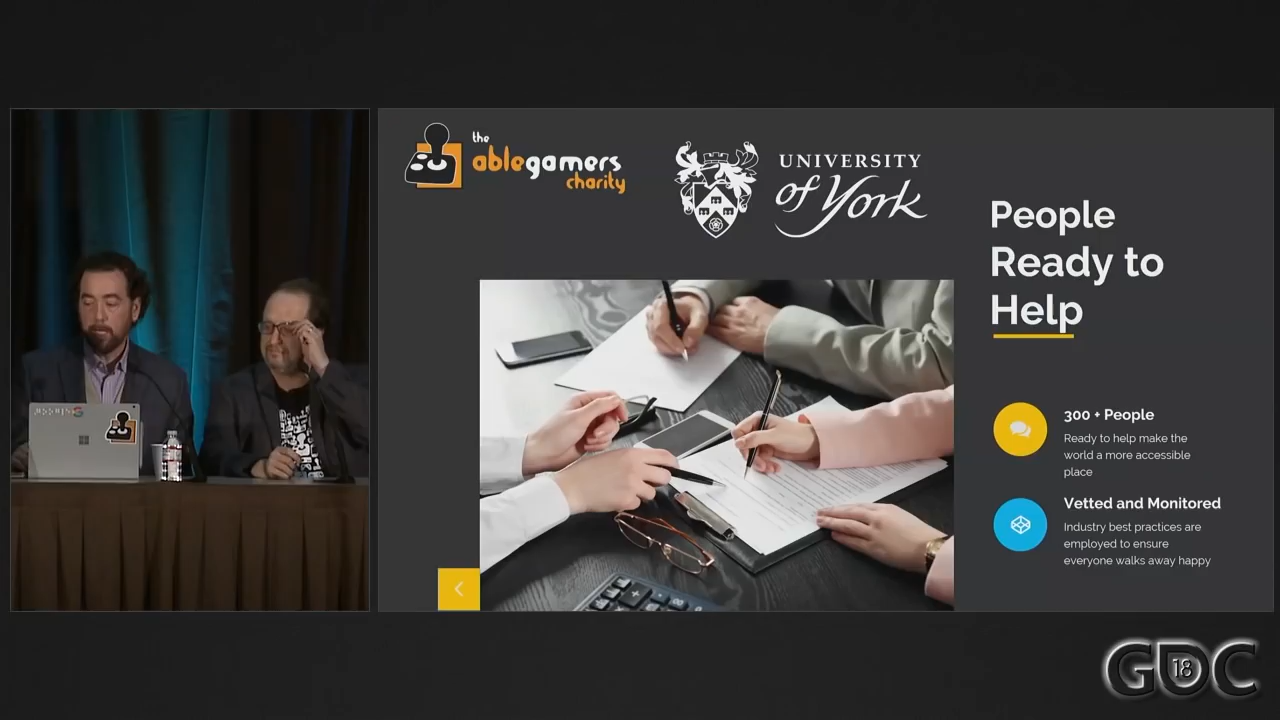 the
ablegamers
charity
UNIVERSITY
of York
People
Ready to
Help
300 + People
Ready to help make the
world a more accessible
place
Vetted and Monitored
Industry best practices are
employed to ensure
everyone walks away happy
GDC
18